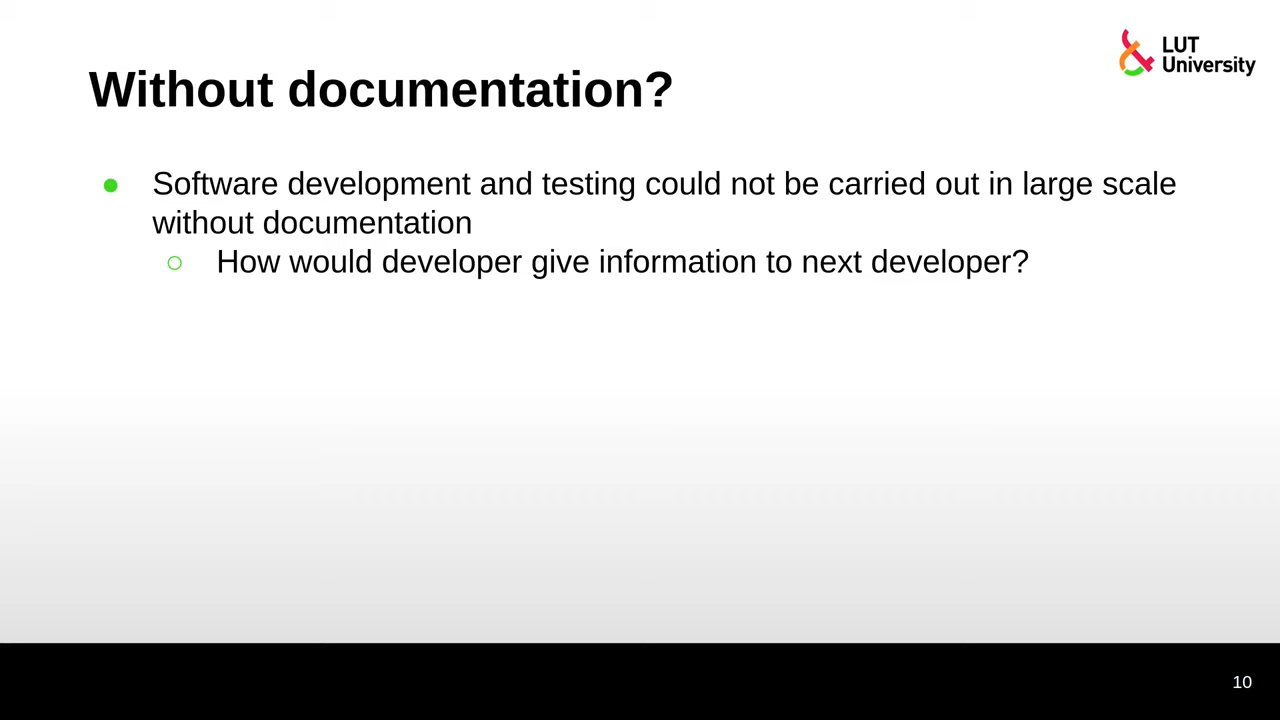 LUT
University
Without documentation?
● Software development and testing could not be carried out in large scale
without documentation
○ How would developer give information to next developer?
10